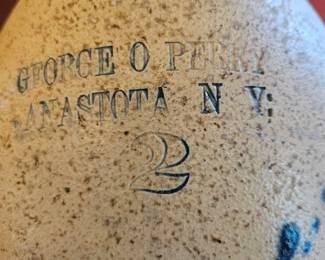 GEORGE O PERRY
CANASTOTA N Y;
2